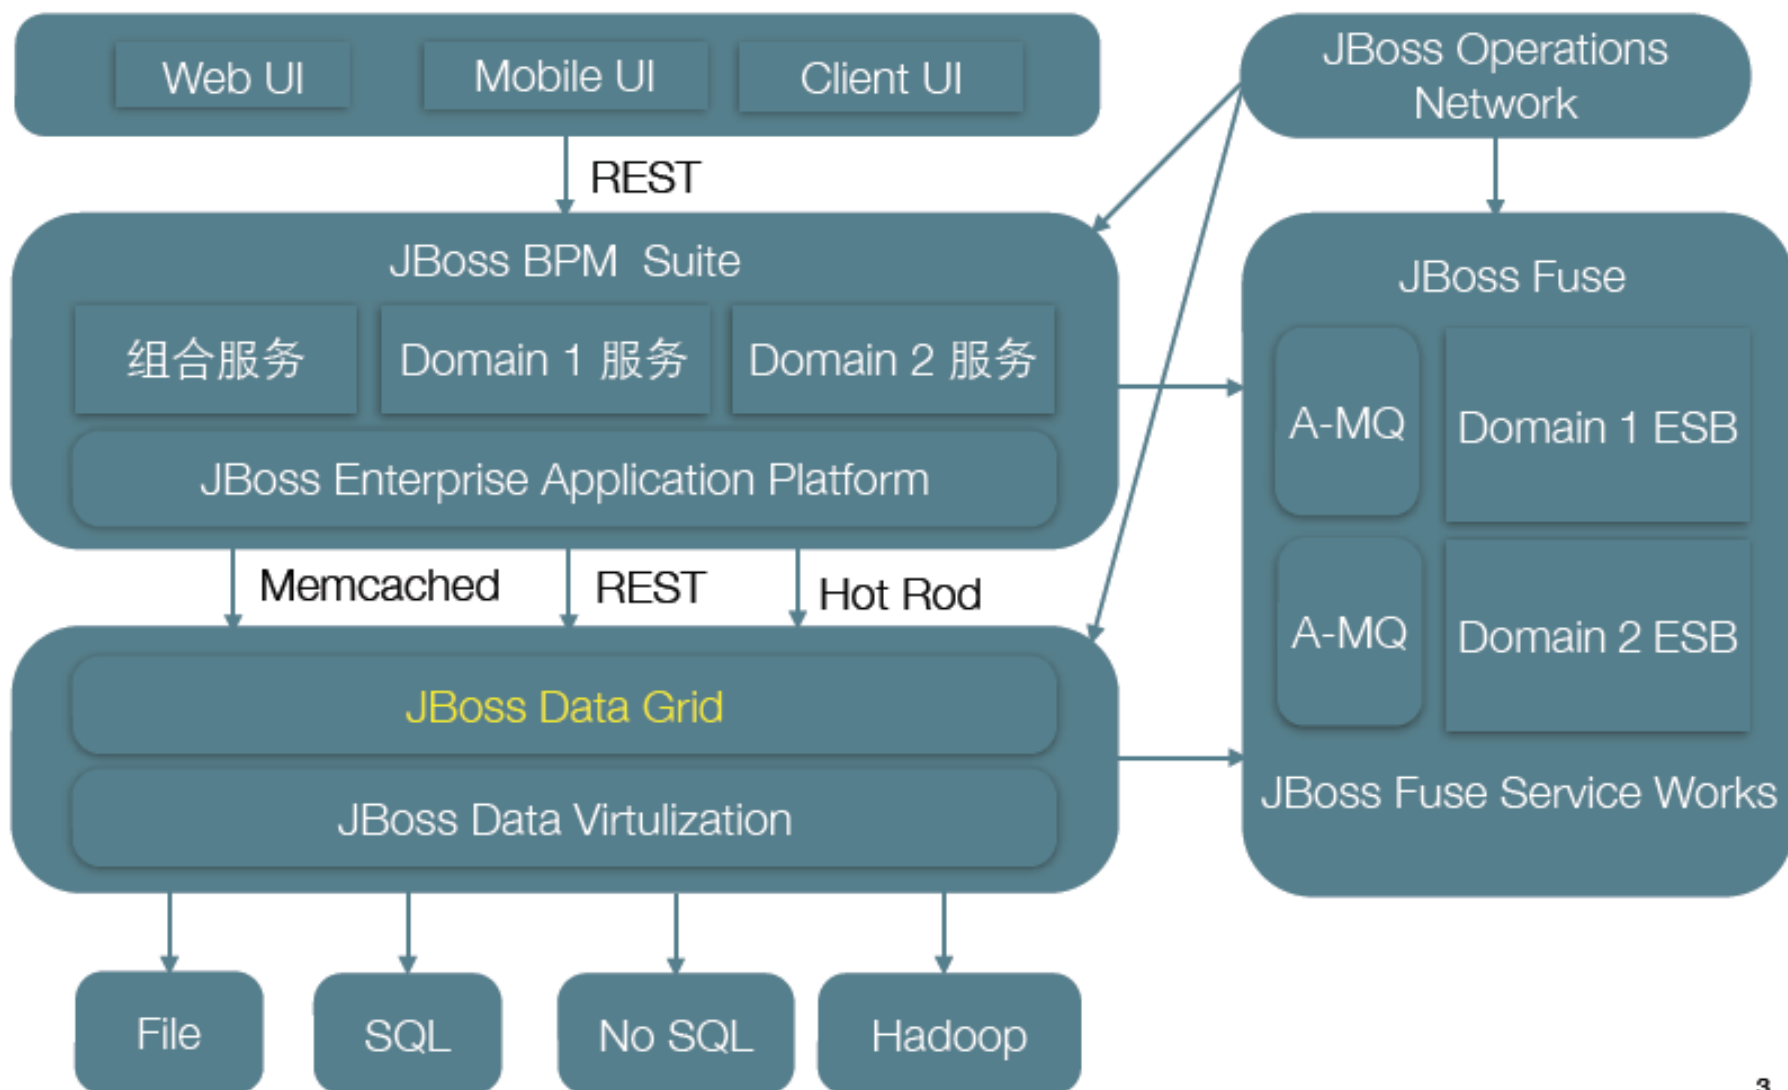 Web UI
Mobile UI
Client UI
JBoss Operations
Network
REST
JBoss BPM Suite
组合服务
Domain 1 服务
Domain 2 服务
JBoss Enterprise Application Platform
JBoss Fuse
A-MQ
Domain 1 ESB
A-MQ
Domain 2 ESB
JBoss Fuse Service Works
Memcached
REST
Hot Rod
JBoss Data Grid
JBoss Data Virtulization
File
SQL
No SQL
Hadoop
3